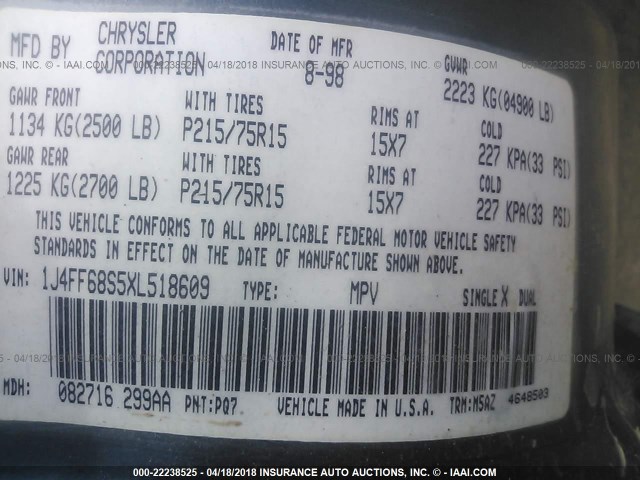 MFD BY CHRYSLER CORPORATION DATE OF MFR 8-98 GVWR 2223 KG(04900 LB)
GAWR FRONT WITH TIRES RIMS AT COLD
1134 KG(2500 LB) P215/75R15 15X7 227 KPA(33 PSI)
GAWR REAR WITH TIRES RIMS AT COLD
1225 KG(2700 LB) P215/75R15 15X7 227 KPA(33 PSI)
THIS VEHICLE CONFORMS TO ALL APPLICABLE FEDERAL MOTOR VEHICLE SAFETY
STANDARDS IN EFFECT ON THE DATE OF MANUFACTURE SHOWN ABOVE.
VIN: 1J4FF68S5XL518609 TYPE: MPV SINGLE X DUAL
MDH: 082716 299AA PNT:PQ7 VEHICLE MADE IN U.S.A. TRM:M5AZ 4648503
000-22238525 - 04/18/2018 INSURANCE AUTO AUCTIONS, INC. - © - IAAI.COM